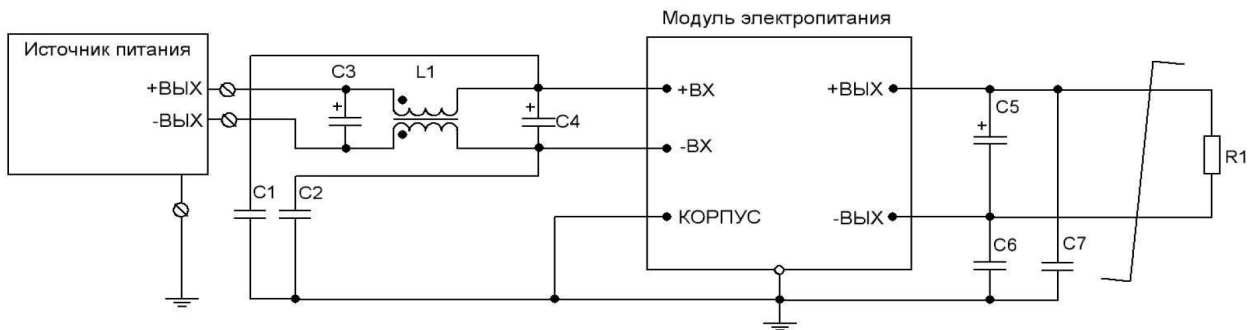 Модуль электропитания
Источник питания
C3
L1
+ВЫХ
+ВХ
+ВЫХ
+
+
C5
-ВЫХ
C4
+
-ВХ
R1
C1
C2
КОРПУС
-ВЫХ
C6
C7